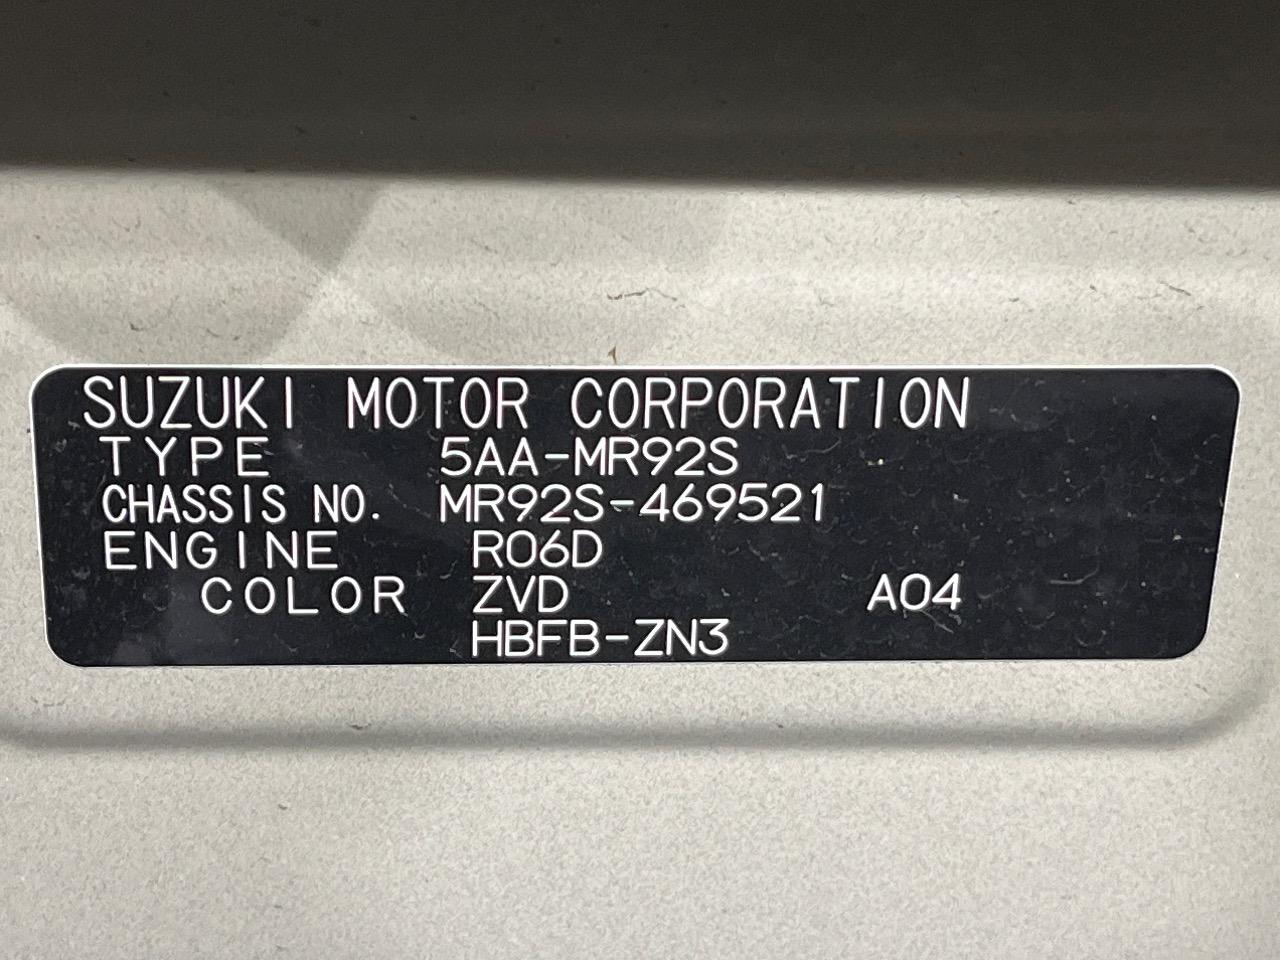 SUZUKI MOTOR CORPORATION
TYPE 5AA-MR92S
CHASSIS NO. MR92S-469521
ENGINE R06D
COLOR ZVD A04
HBFB-ZN3